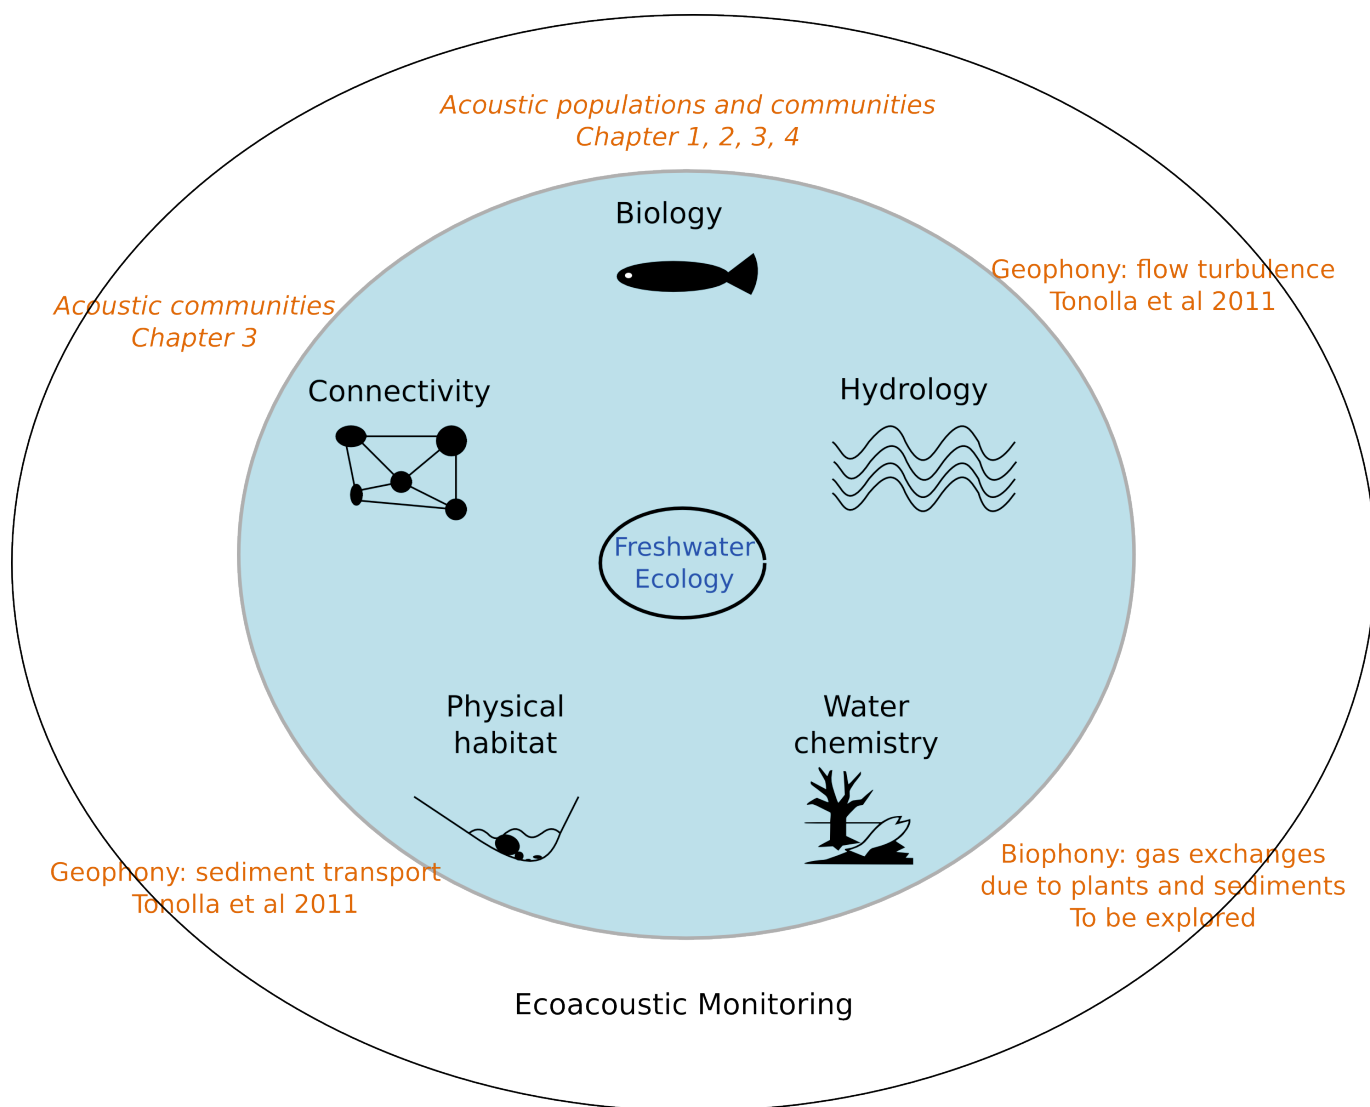 Acoustic populations and communities
Chapter 1, 2, 3, 4
Biology
Geophony: flow turbulence
Tonolla et al 2011
Acoustic communities
Chapter 3
Connectivity
Hydrology
Freshwater
Ecology
Physical
habitat
Water
chemistry
Geophony: sediment transport
Tonolla et al 2011
Biophony: gas exchanges
due to plants and sediments
To be explored
Ecoacoustic Monitoring